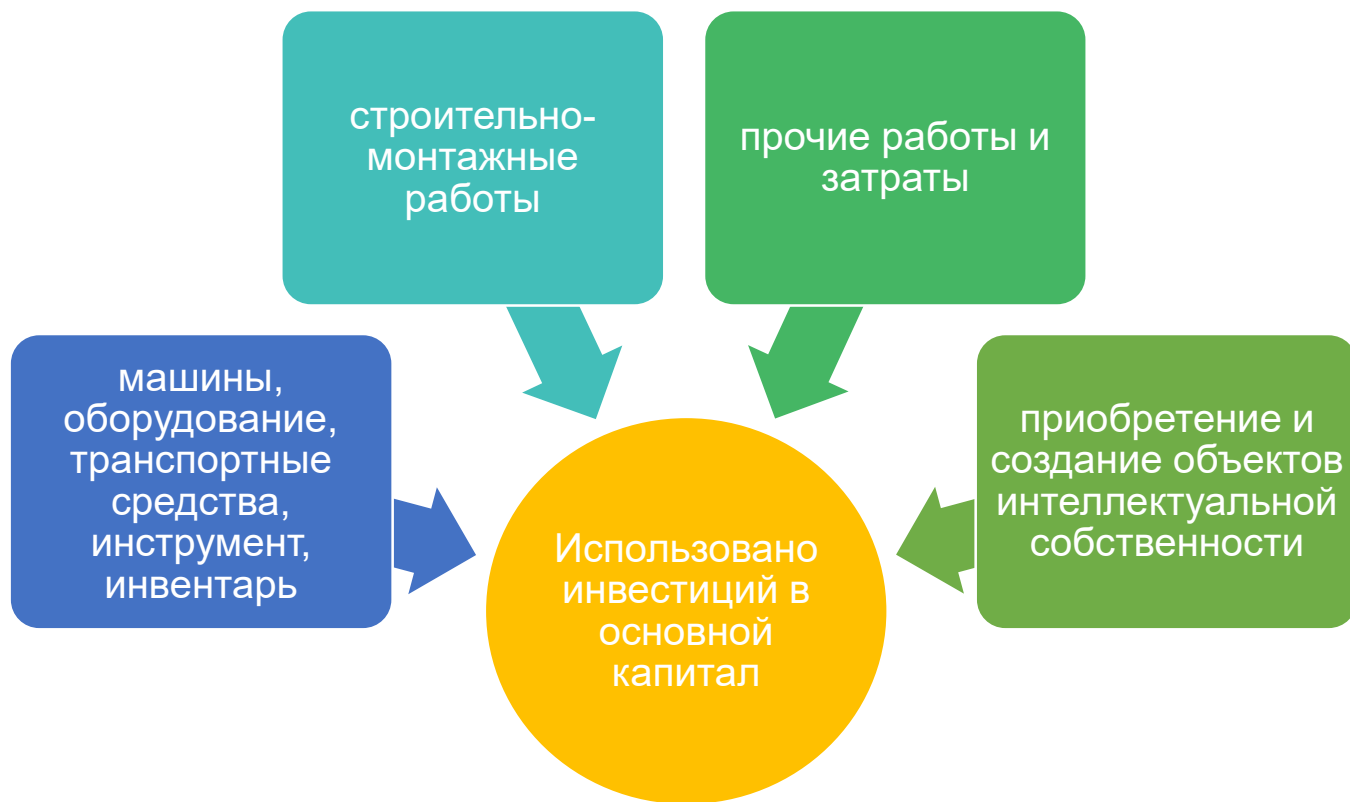 строительно-
монтажные
работы
прочие работы и
затраты
машины,
оборудование,
транспортные
средства,
инструмент,
инвентарь
приобретение и
создание объектов
интеллектуальной
собственности
Использовано
инвестиций в
основной
капитал